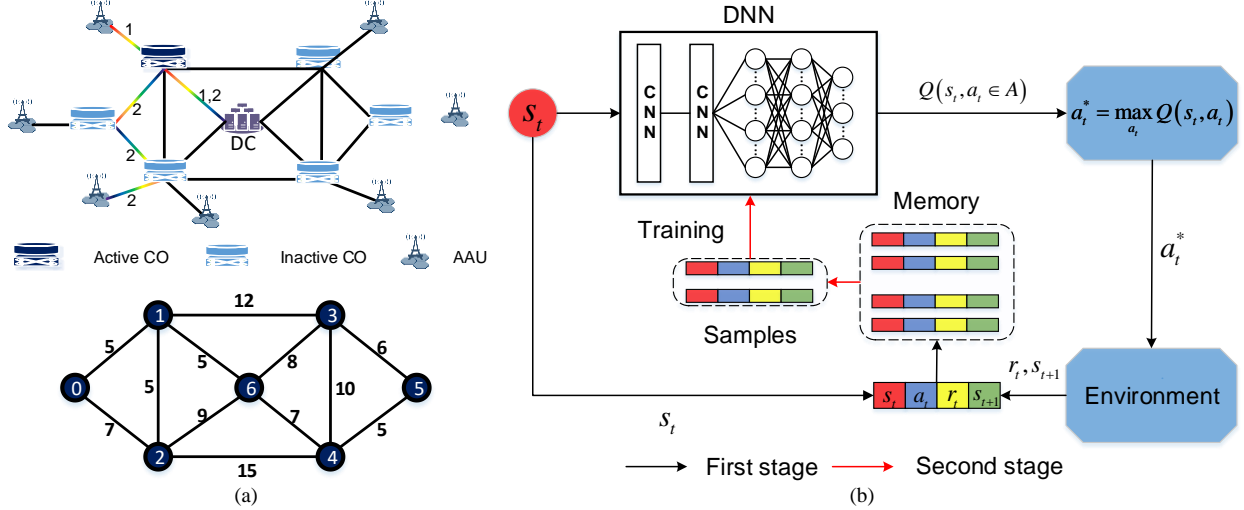 1
1,2
2
2
DC
2
Active CO
Inactive CO
AAU
12
1
3
5
5
8
6
0
5
6
10
5
7
9
7
5
2
4
15
(a)
DNN
CNN
CNN
s_t
Q(s_t, a_t ∈ A)
a_t^* = max_{a_t} Q(s_t, a_t)
Training
Memory
a_t^*
Samples
r_t, s_{t+1}
s_t a_t r_t s_{t+1}
Environment
s_t
First stage
Second stage
(b)